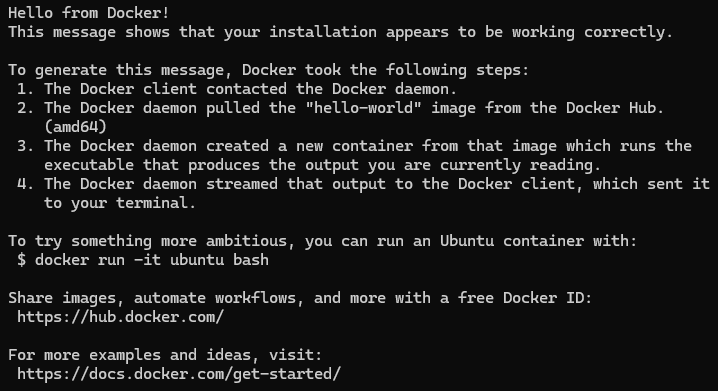 Hello from Docker!
This message shows that your installation appears to be working correctly.

To generate this message, Docker took the following steps:
 1. The Docker client contacted the Docker daemon.
 2. The Docker daemon pulled the "hello-world" image from the Docker Hub.
    (amd64)
 3. The Docker daemon created a new container from that image which runs the
    executable that produces the output you are currently reading.
 4. The Docker daemon streamed that output to the Docker client, which sent it
    to your terminal.

To try something more ambitious, you can run an Ubuntu container with:
 $ docker run -it ubuntu bash

Share images, automate workflows, and more with a free Docker ID:
 https://hub.docker.com/

For more examples and ideas, visit:
 https://docs.docker.com/get-started/